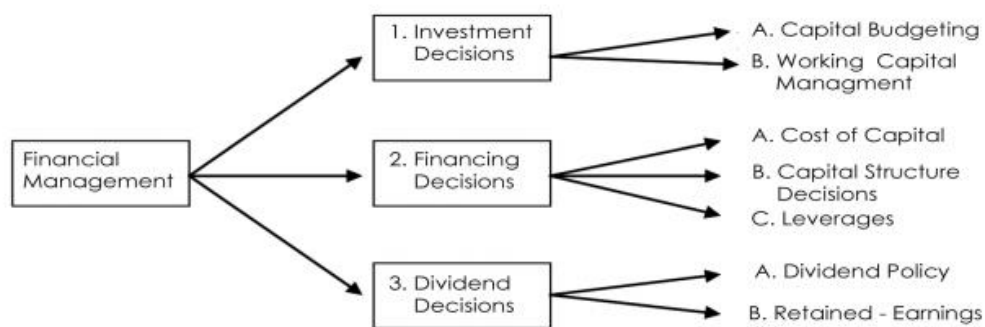 Financial
Management
1. Investment
Decisions
A. Capital Budgeting
B. Working Capital
Managment
2. Financing
Decisions
A. Cost of Capital
B. Capital Structure
Decisions
C. Leverages
3. Dividend
Decisions
A. Dividend Policy
B. Retained - Earnings